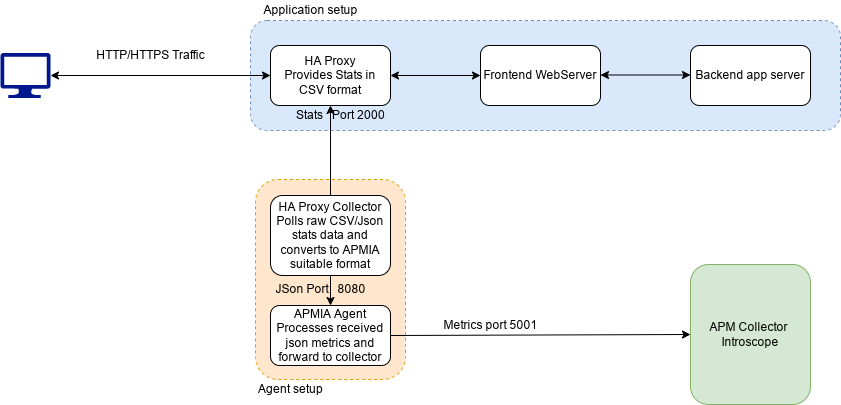 Application setup
HTTP/HTTPS Traffic
HA Proxy
Provides Stats in
CSV format
Frontend WebServer
Backend app server
Stats Port 2000
HA Proxy Collector
Polls raw CSV/Json
stats data and
converts to APMIA
suitable format
JSon Port 8080
APMIA Agent
Processes received
json metrics and
forward to collector
Metrics port 5001
APM Collector
Introscope
Agent setup